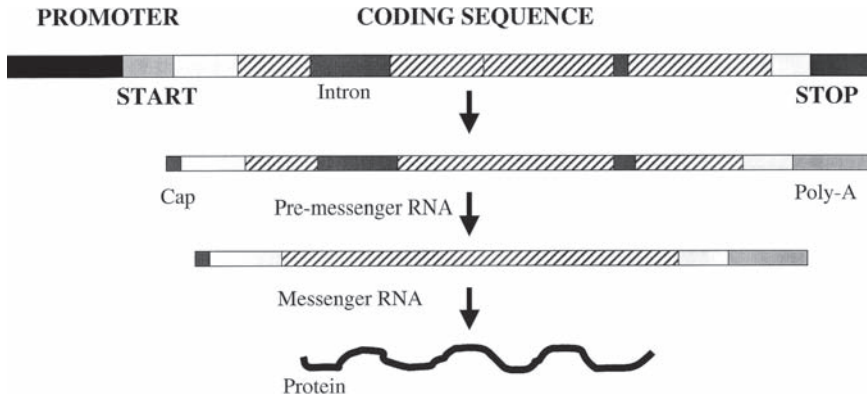 PROMOTER
CODING SEQUENCE
START
Intron
STOP
Cap
Pre-messenger RNA
Poly-A
Messenger RNA
Protein